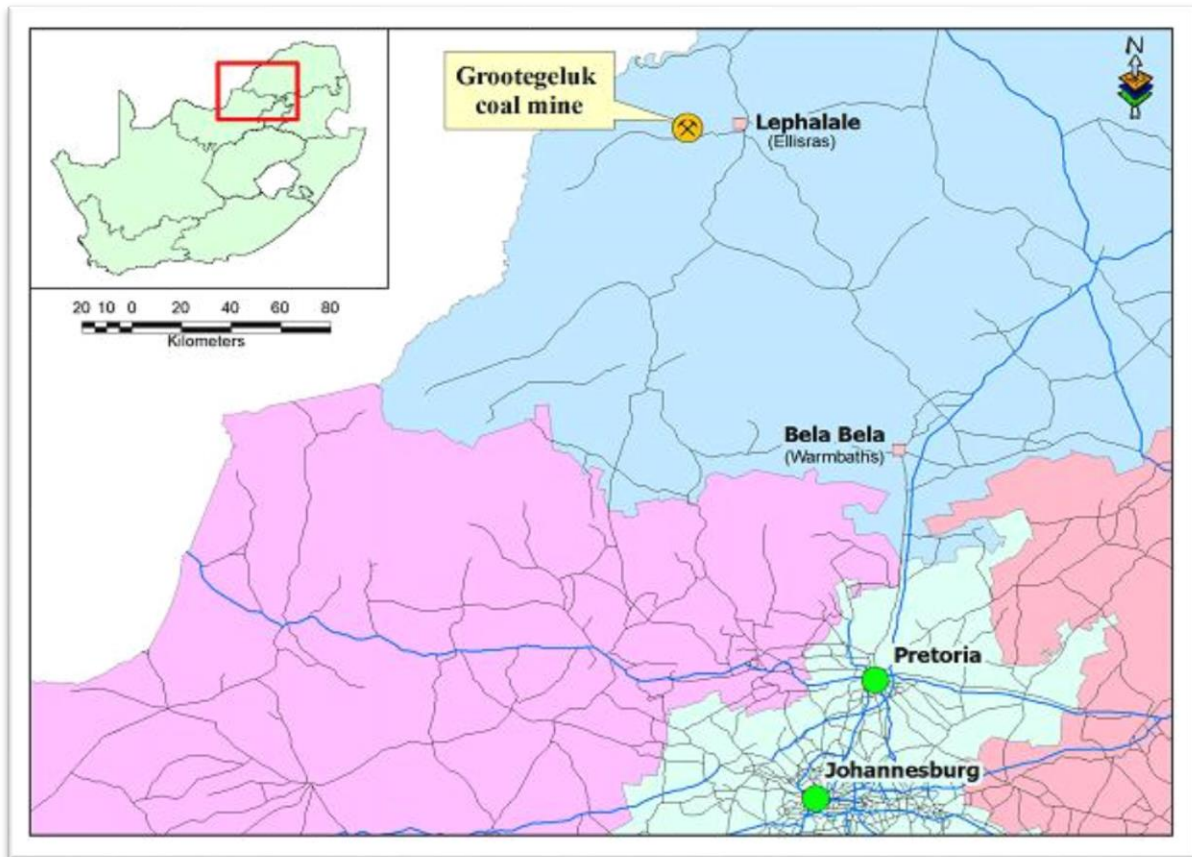 Grootegeluk
coal mine
N
Lephalale
(Ellisras)
20 10 0 20 40 60 80
Kilometers
Bela Bela
(Warmbaths)
Pretoria
Johannesburg